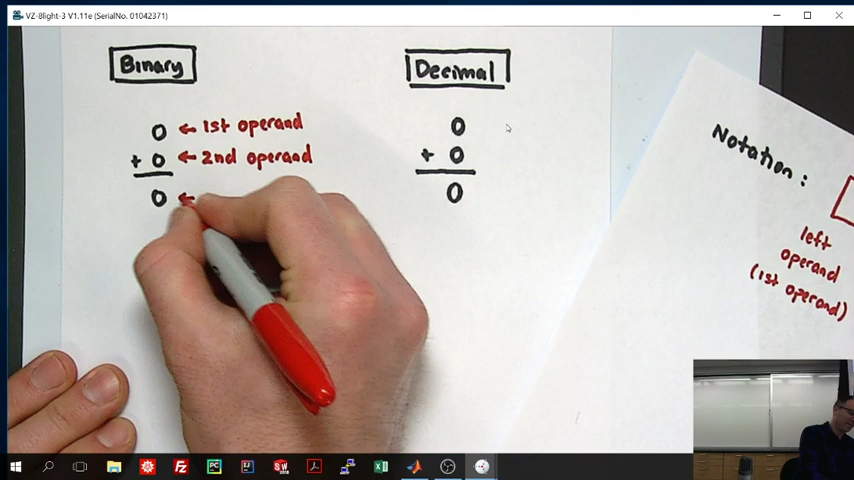 VZ-8light-3 V1.11e (SerialNo. 01042371)
Binary
0 ← 1st operand
+ 0 ← 2nd operand
0 ←
Decimal
0
+ 0
0
Notation :
left
operand
(1st operand)